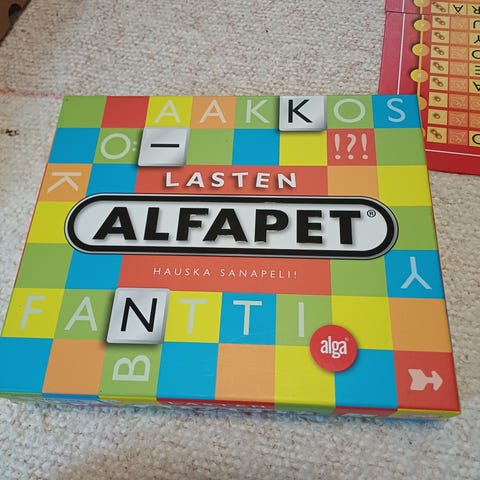 AAKKOS
Ö I !?!
K LASTEN
ALFAPET®
HAUSKA SANAPELI!
Y
FANTTI
alga
B